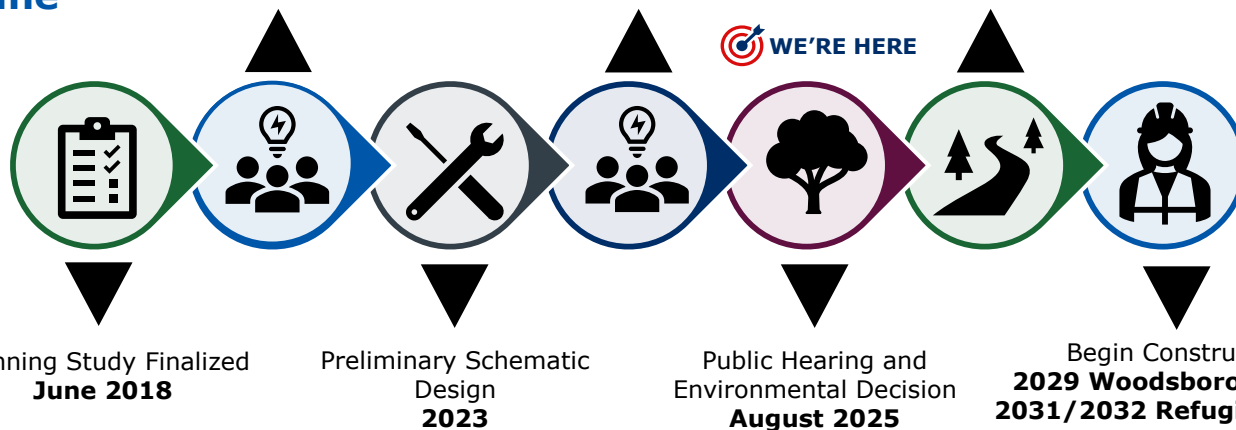 WE'RE HERE
nning Study Finalized
June 2018
Preliminary Schematic
Design
2023
Public Hearing and
Environmental Decision
August 2025
Begin Constru
2029 Woodsboro
2031/2032 Refugi